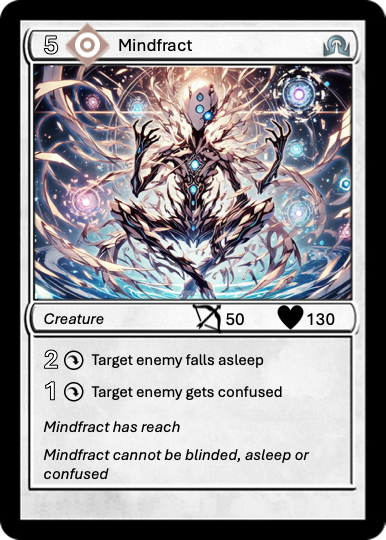 5 Mindfract
Creature 50 130
2 Target enemy falls asleep
1 Target enemy gets confused
Mindfract has reach
Mindfract cannot be blinded, asleep or
confused